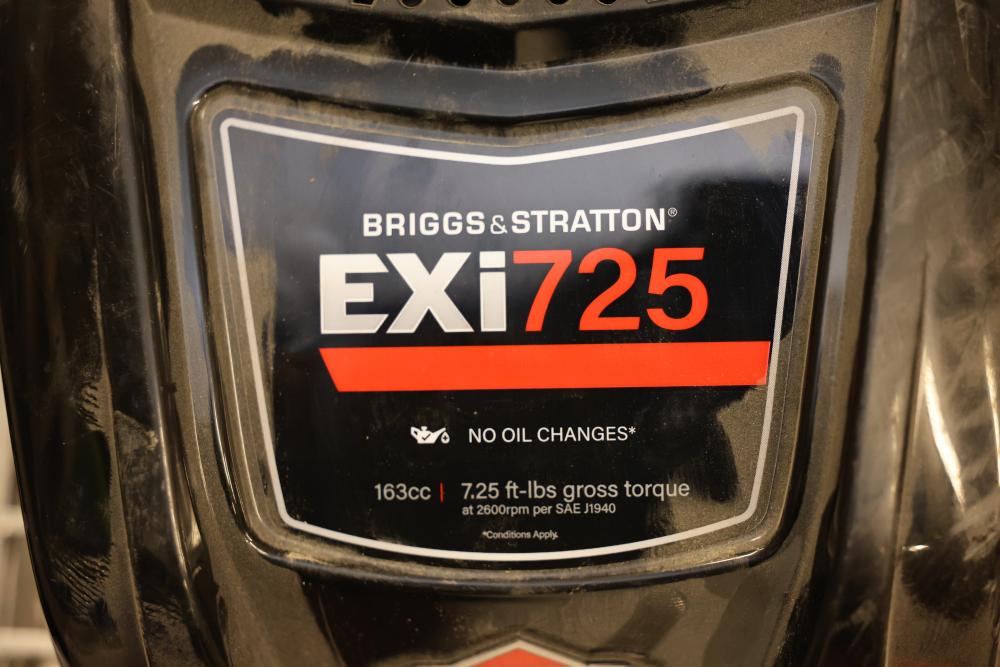 BRIGGS & STRATTON®
EXi725
NO OIL CHANGES*
163cc | 7.25 ft-lbs gross torque
at 2600rpm per SAE J1940
*Conditions Apply.